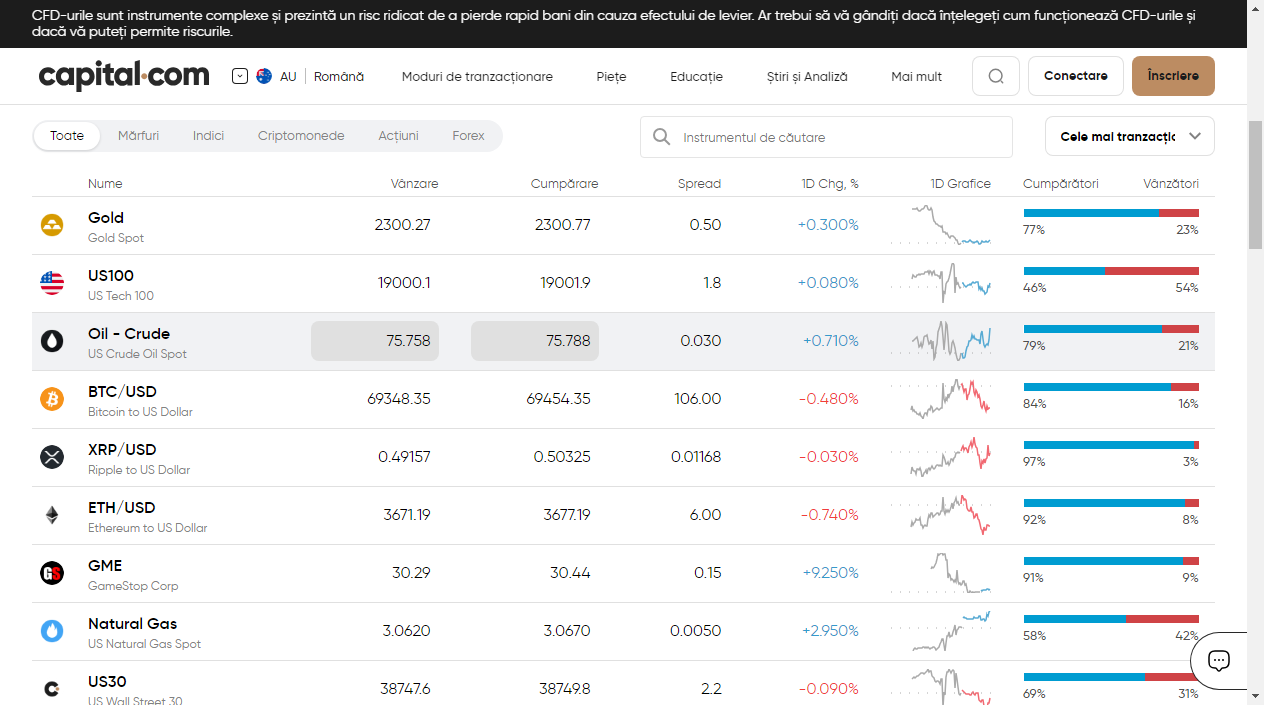 CFD-urile sunt instrumente complexe și prezintă un risc ridicat de a pierde rapid bani din cauza efectului de levier. Ar trebui să vă gândiți dacă înțelegeți cum funcționează CFD-urile și
dacă vă puteți permite riscurile.
capital.com AU Română Moduri de tranzacționare Piețe Educație Știri și Analiză Mai mult Conectare Înscriere
Toate Mărfuri Indici Criptomonede Acțiuni Forex Instrumentul de căutare Cele mai tranzacțic
Nume Vânzare Cumpărare Spread 1D Chg, % 1D Grafice Cumpărători Vânzători
Gold 2300.27 2300.77 0.50 +0.300%
Gold Spot 77% 23%
US100 19000.1 19001.9 1.8 +0.080%
US Tech 100 46% 54%
Oil - Crude 75.758 75.788 0.030 +0.710%
US Crude Oil Spot 79% 21%
BTC/USD 69348.35 69454.35 106.00 -0.480%
Bitcoin to US Dollar 84% 16%
XRP/USD 0.49157 0.50325 0.01168 -0.030%
Ripple to US Dollar 97% 3%
ETH/USD 3671.19 3677.19 6.00 -0.740%
Ethereum to US Dollar 92% 8%
GME 30.29 30.44 0.15 +9.250%
GameStop Corp 91% 9%
Natural Gas 3.0620 3.0670 0.0050 +2.950%
US Natural Gas Spot 58% 42%
US30 38747.6 38749.8 2.2 -0.090%
US Wall Street 30 69% 31%